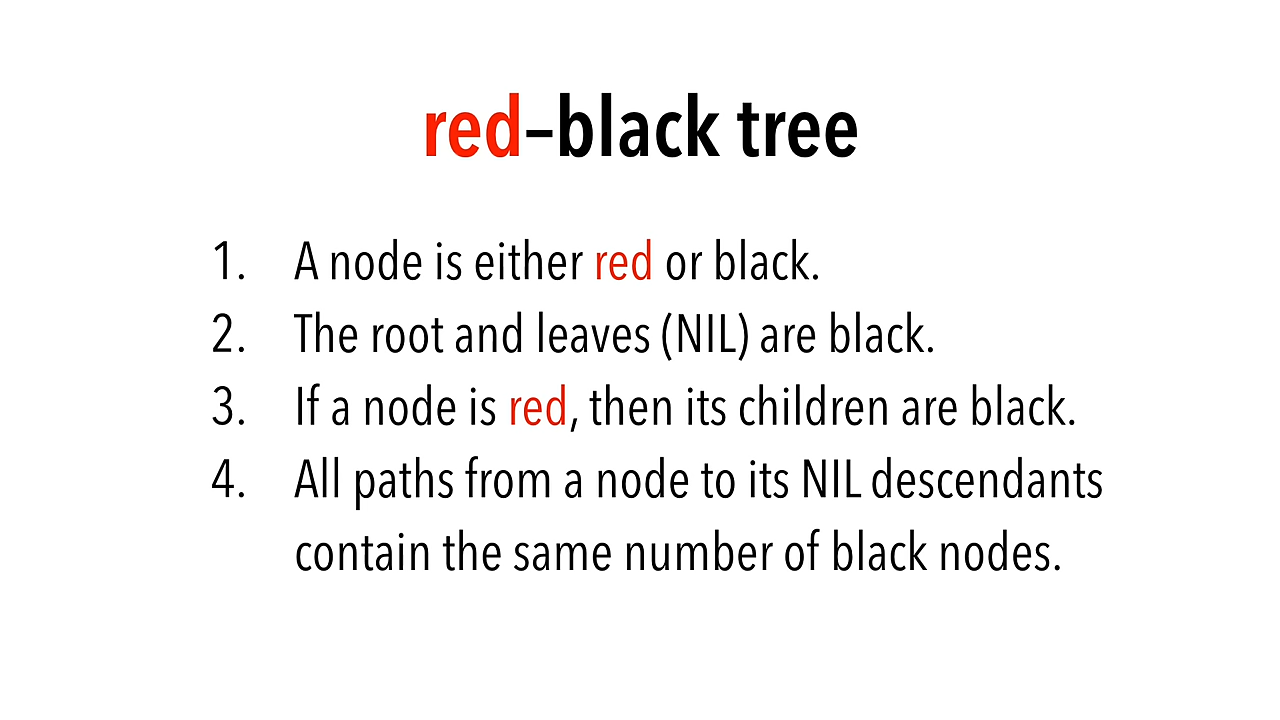 red–black tree
1. A node is either red or black.
2. The root and leaves (NIL) are black.
3. If a node is red, then its children are black.
4. All paths from a node to its NIL descendants
contain the same number of black nodes.